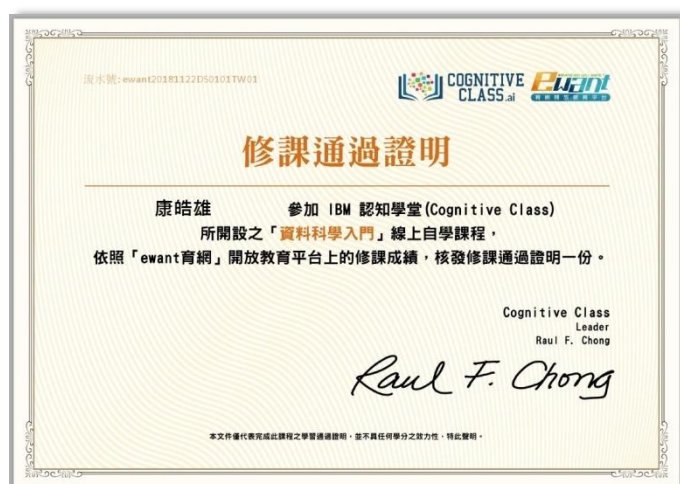 流水號: ewant20181122DS0101TW01
COGNITIVE CLASS.ai
ewant
修課通過證明
康皓雄 參加 IBM 認知學堂(Cognitive Class)
所開設之「資料科學入門」線上自學課程，
依照「ewant育網」開放教育平台上的修課成績，核發修課通過證明一份。
Cognitive Class
Leader
Raul F. Chong
Raul F. Chong
本文件僅代表完成此課程之學習通過證明，並不具任何學分之效力性，特此聲明。